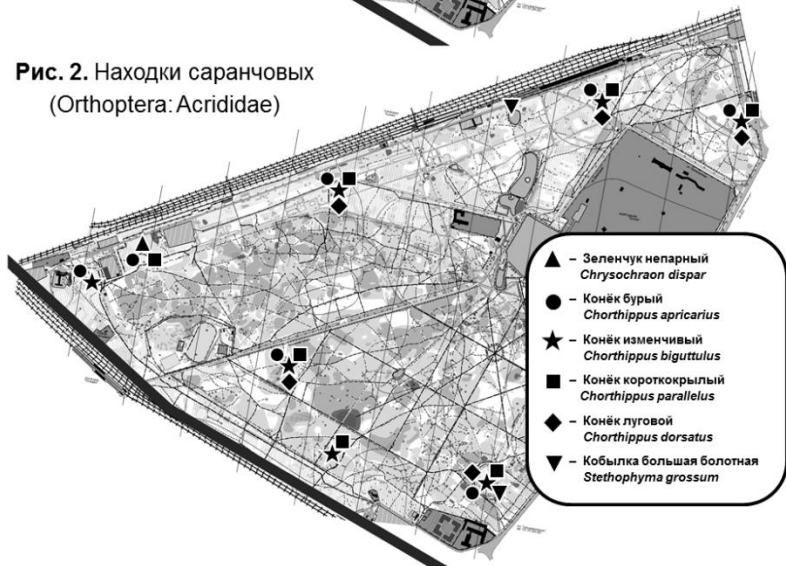 Рис. 2. Находки саранчовых
(Orthoptera: Acrididae)
– Зеленчук непарный
Chrysochraon dispar
– Конёк бурый
Chorthippus apricarius
– Конёк изменчивый
Chorthippus biguttulus
– Конёк короткокрылый
Chorthippus parallelus
– Конёк луговой
Chorthippus dorsatus
– Кобылка большая болотная
Stethophyma grossum